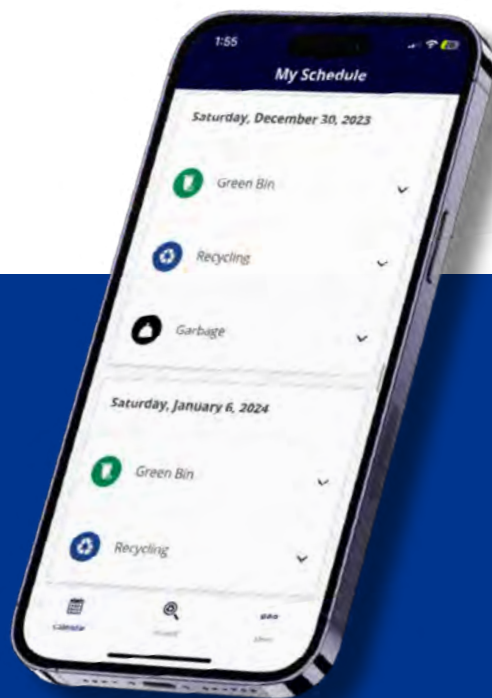 1:55
My Schedule
Saturday, December 30, 2023
Green Bin
Recycling
Garbage
Saturday, January 6, 2024
Green Bin
Recycling
Calendar